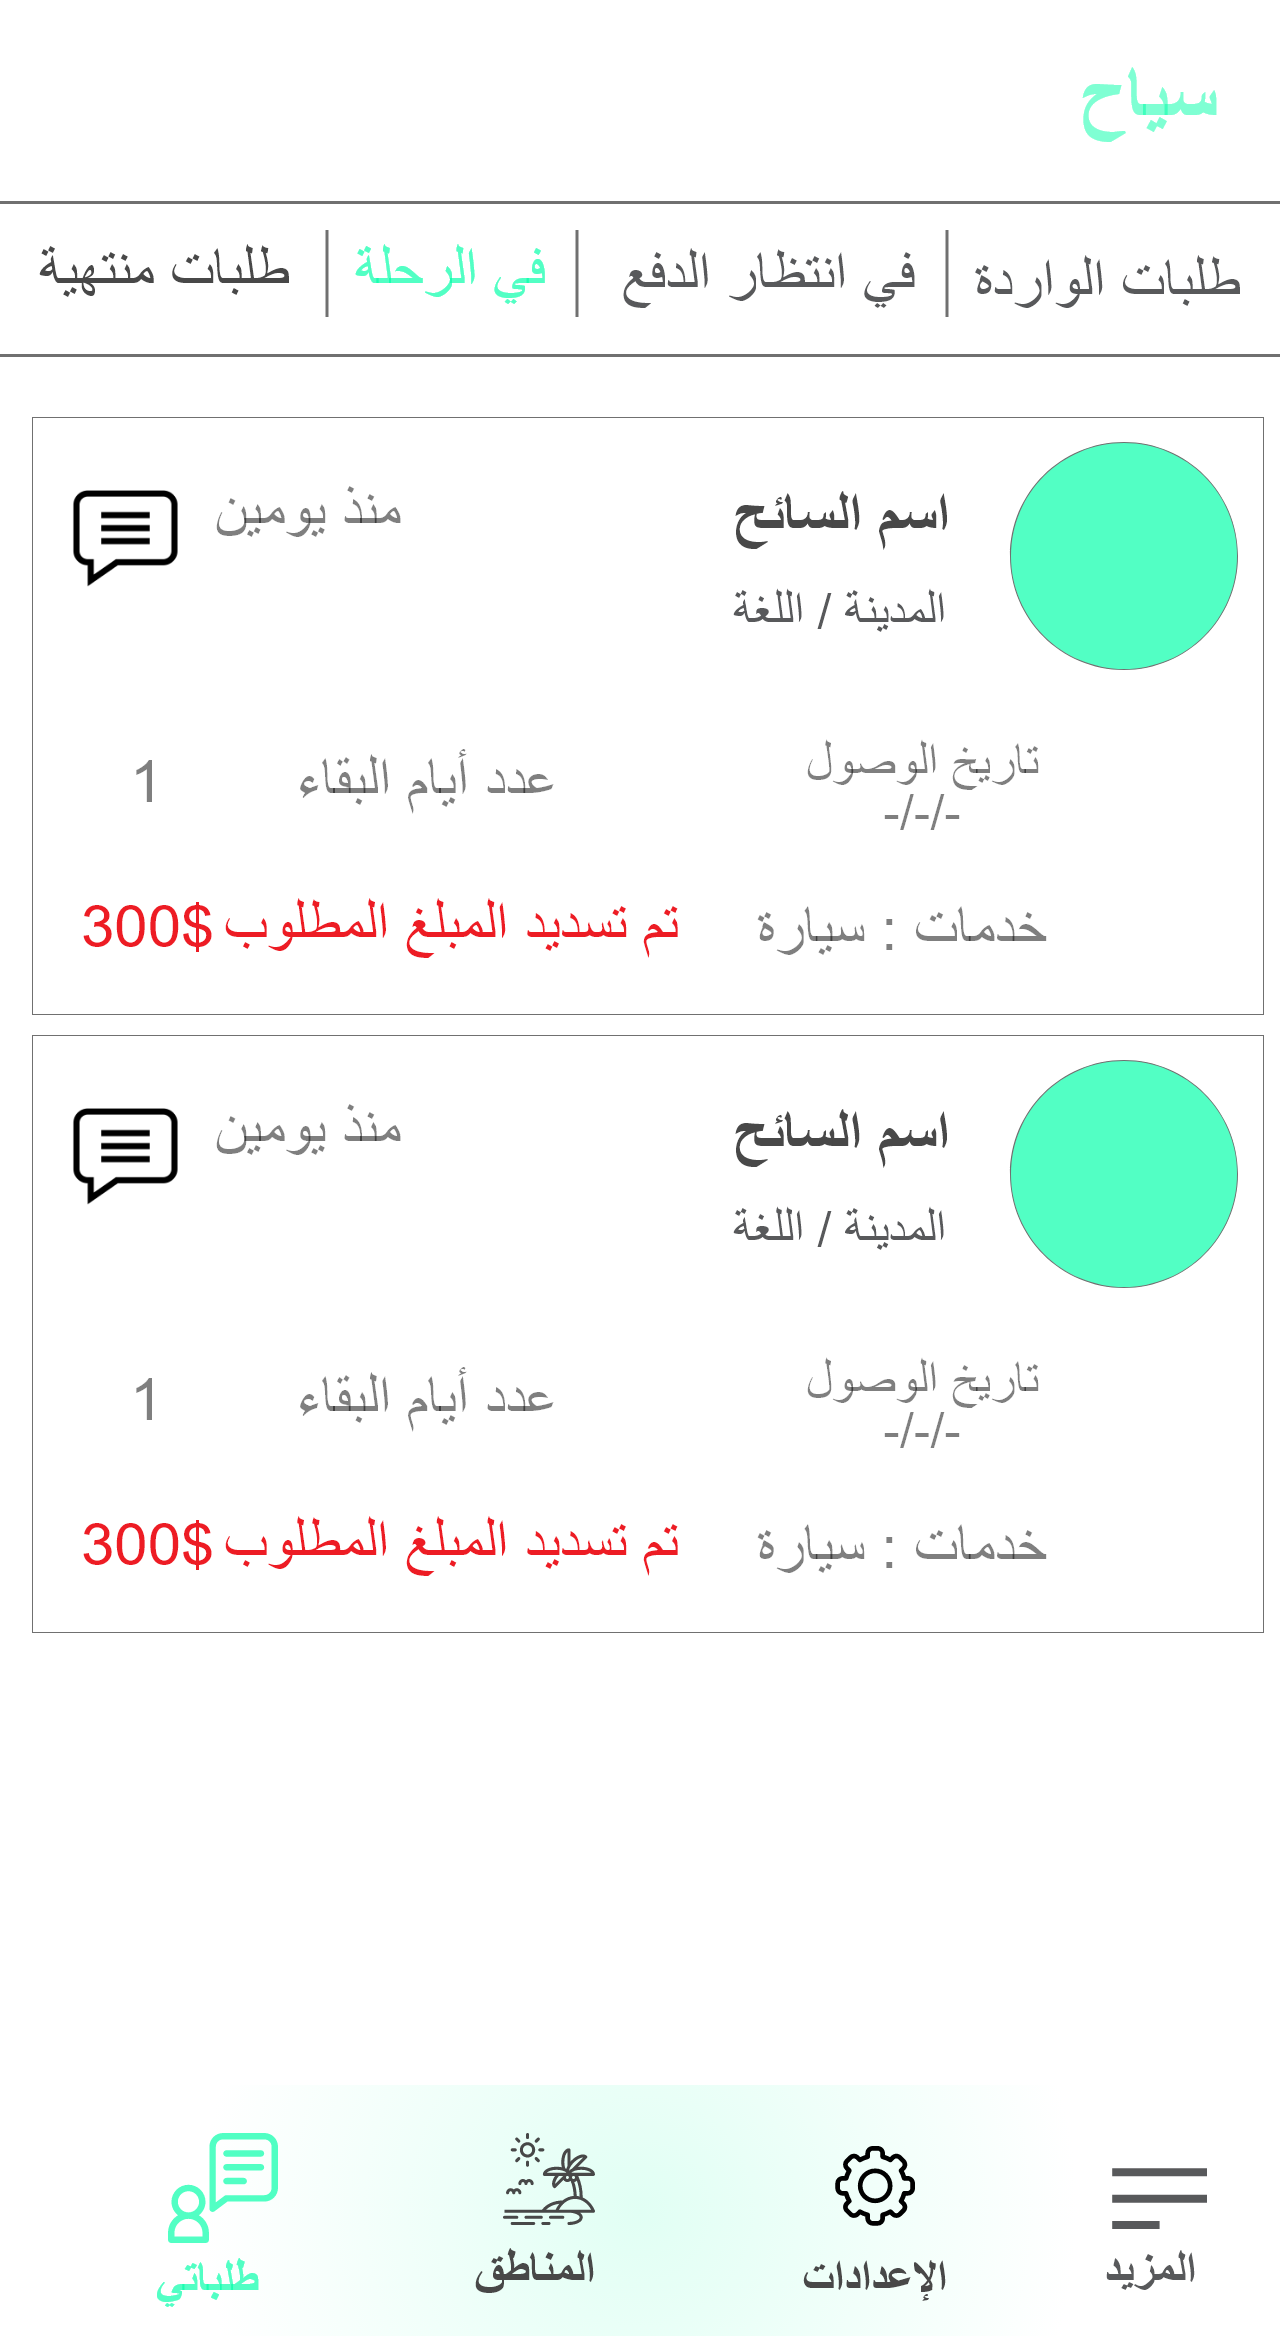 سياح
طلبات الواردة
في انتظار الدفع
في الرحلة
طلبات منتهية
اسم السائح
منذ يومين
المدينة / اللغة
تاريخ الوصول
-/-/-
عدد أيام البقاء
1
خدمات : سيارة
تم تسديد المبلغ المطلوب 300$
اسم السائح
منذ يومين
المدينة / اللغة
تاريخ الوصول
-/-/-
عدد أيام البقاء
1
خدمات : سيارة
تم تسديد المبلغ المطلوب 300$
المزيد
الإعدادات
المناطق
طلباتي